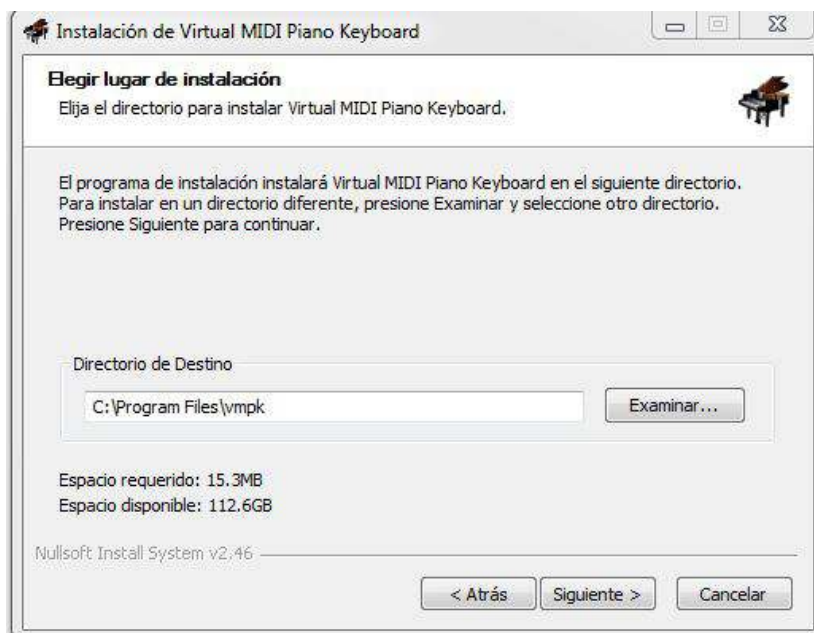 Instalación de Virtual MIDI Piano Keyboard
Elegir lugar de instalación
Elija el directorio para instalar Virtual MIDI Piano Keyboard.
El programa de instalación instalará Virtual MIDI Piano Keyboard en el siguiente directorio.
Para instalar en un directorio diferente, presione Examinar y seleccione otro directorio.
Presione Siguiente para continuar.
Directorio de Destino
C:\Program Files\vmpk
Examinar...
Espacio requerido: 15.3MB
Espacio disponible: 112.6GB
Nullsoft Install System v2.46
< Atrás Siguiente > Cancelar